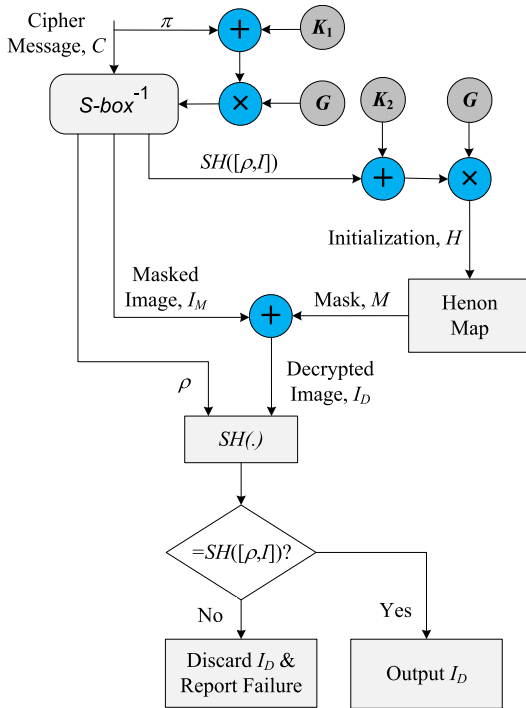 Cipher
Message, C
π
+
K1
S-box-1
×
G
K2
G
SH([ρ,I])
+
×
Initialization, H
Masked
Image, IM
+
Mask, M
Henon
Map
Decrypted
Image, ID
ρ
SH(.)
=SH([ρ,I])?
No
Yes
Discard ID &
Report Failure
Output ID